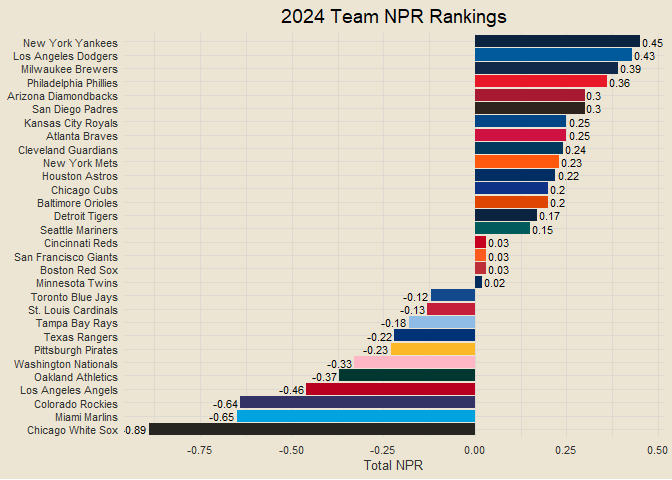 2024 Team NPR Rankings
New York Yankees 0.45
Los Angeles Dodgers 0.43
Milwaukee Brewers 0.39
Philadelphia Phillies 0.36
Arizona Diamondbacks 0.3
San Diego Padres 0.3
Kansas City Royals 0.25
Atlanta Braves 0.25
Cleveland Guardians 0.24
New York Mets 0.23
Houston Astros 0.22
Chicago Cubs 0.2
Baltimore Orioles 0.2
Detroit Tigers 0.17
Seattle Mariners 0.15
Cincinnati Reds 0.03
San Francisco Giants 0.03
Boston Red Sox 0.03
Minnesota Twins 0.02
Toronto Blue Jays -0.12
St. Louis Cardinals -0.13
Tampa Bay Rays -0.18
Texas Rangers -0.22
Pittsburgh Pirates -0.23
Washington Nationals -0.33
Oakland Athletics -0.37
Los Angeles Angels -0.46
Colorado Rockies -0.64
Miami Marlins -0.65
Chicago White Sox -0.89
-0.75 -0.50 -0.25 0.00 0.25 0.50
Total NPR